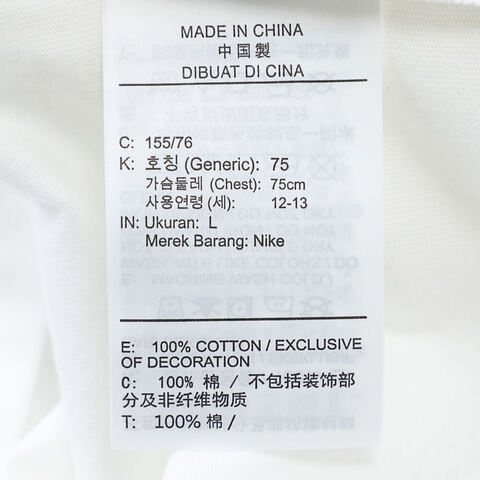 MADE IN CHINA
中国製
DIBUAT DI CINA
C: 155/76
K: 호칭 (Generic): 75
가슴둘레 (Chest): 75cm
사용연령 (세): 12-13
IN: Ukuran: L
Merek Barang: Nike
E: 100% COTTON / EXCLUSIVE
OF DECORATION
C: 100% 棉 / 不包括装饰部
分及非纤维物质
T: 100% 棉 /